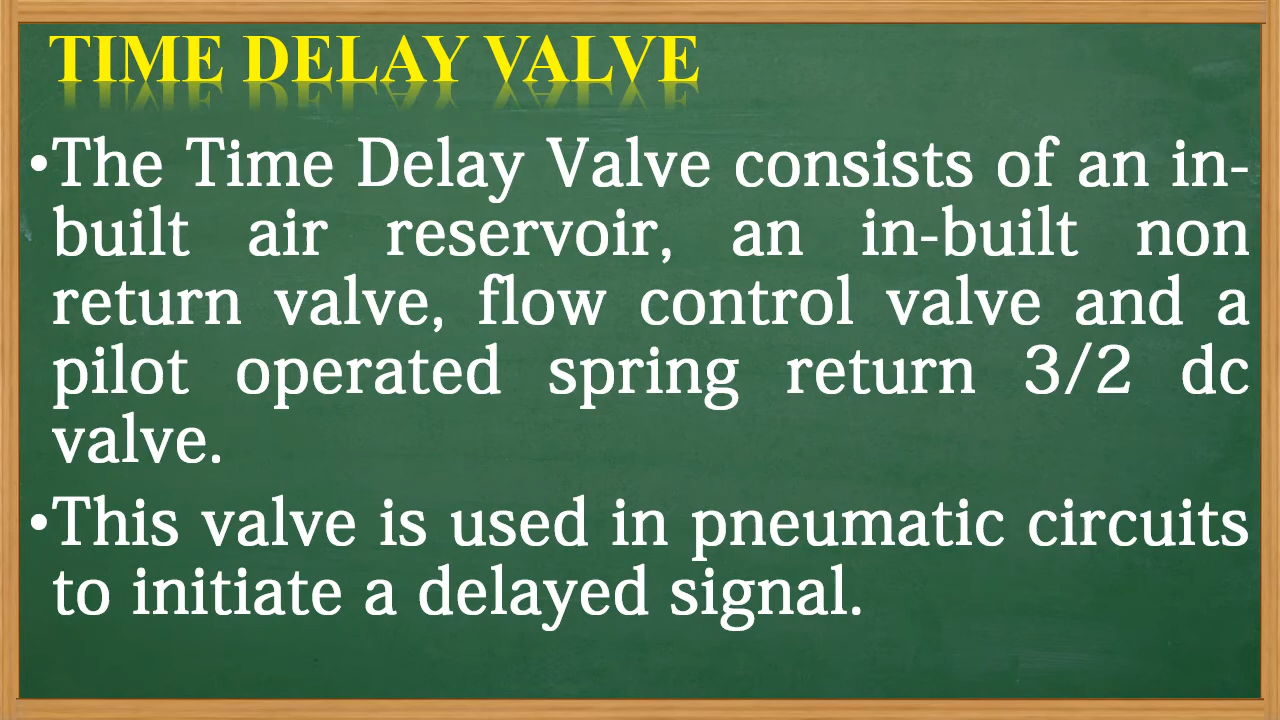 TIME DELAY VALVE
•The Time Delay Valve consists of an in-
built air reservoir, an in-built non
return valve, flow control valve and a
pilot operated spring return 3/2 dc
valve.
•This valve is used in pneumatic circuits
to initiate a delayed signal.